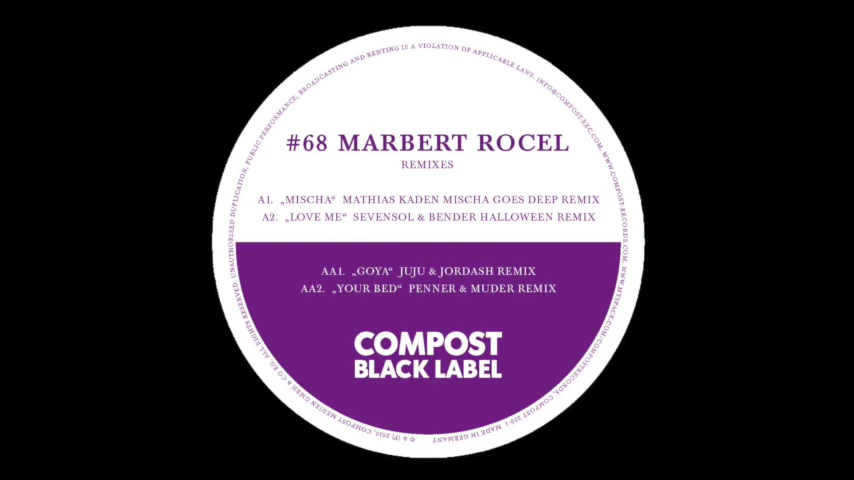 #68 MARBERT ROCEL
REMIXES
A1. „MISCHA“ MATHIAS KADEN MISCHA GOES DEEP REMIX
A2. „LOVE ME“ SEVENSOL & BENDER HALLOWEEN REMIX
AA1. „GOYA“ JUJU & JORDASH REMIX
AA2. „YOUR BED“ PENNER & MUDER REMIX
COMPOST
BLACK LABEL
© & (P) 2010, COMPOST MEDIEN GMBH & CO KG. ALL RIGHTS RESERVED. UNAUTHORISED DUPLICATION, PUBLIC PERFORMANCE, BROADCASTING AND RENTING IS A VIOLATION OF APPLICABLE LAWS. INFO@COMPOST-REC.COM, WWW.COMPOST-RECORDS.COM, WWW.MYSPACE.COM/COMPOSTRECORDS, COMPOST MADE IN GERMANY